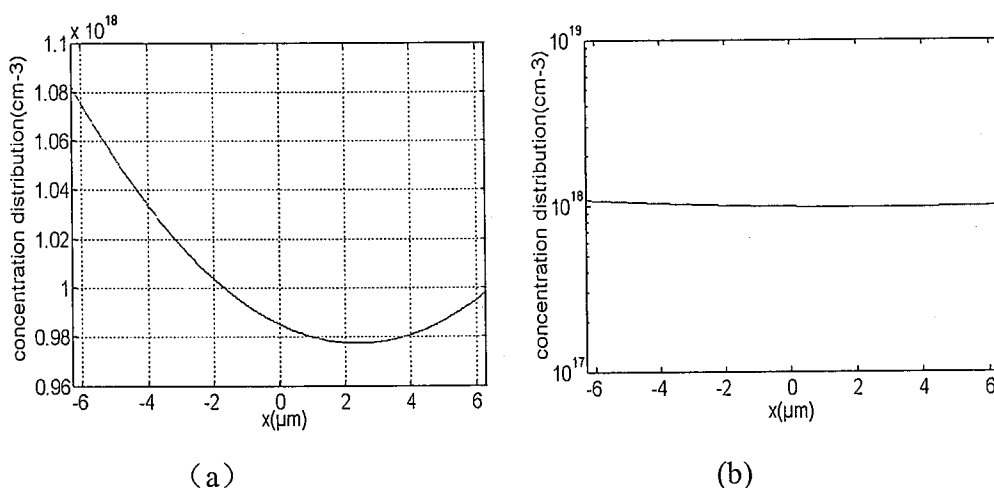 x 10^18
1.1
1.08
1.06
1.04
1.02
1
0.98
0.96
concentration distribution(cm-3)
-6 -4 -2 0 2 4 6
x(µm)
(a)
10^19
10^18
10^17
concentration distribution(cm-3)
-6 -4 -2 0 2 4 6
x(µm)
(b)